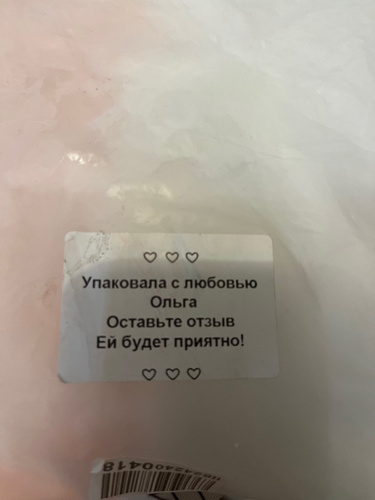 ♡ ♡ ♡
Упаковала с любовью
Ольга
Оставьте отзыв
Ей будет приятно!
♡ ♡ ♡